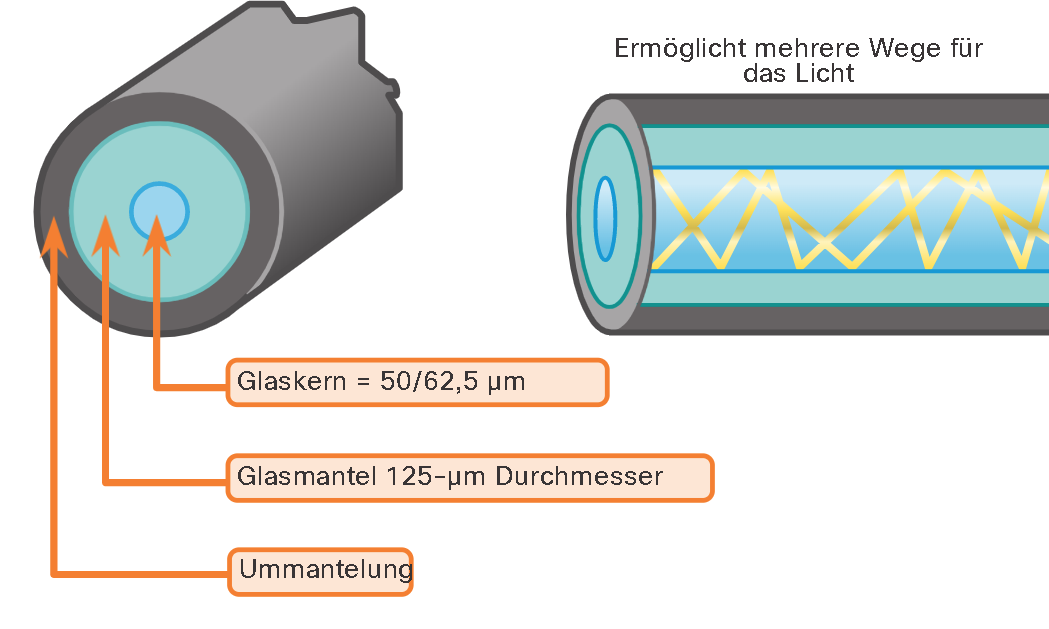 Ermöglicht mehrere Wege für
das Licht
Glaskern = 50/62,5 μm
Glasmantel 125-μm Durchmesser
Ummantelung